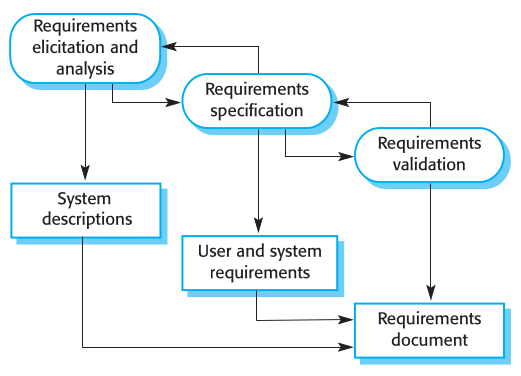 Requirements
elicitation and
analysis
Requirements
specification
Requirements
validation
System
descriptions
User and system
requirements
Requirements
document